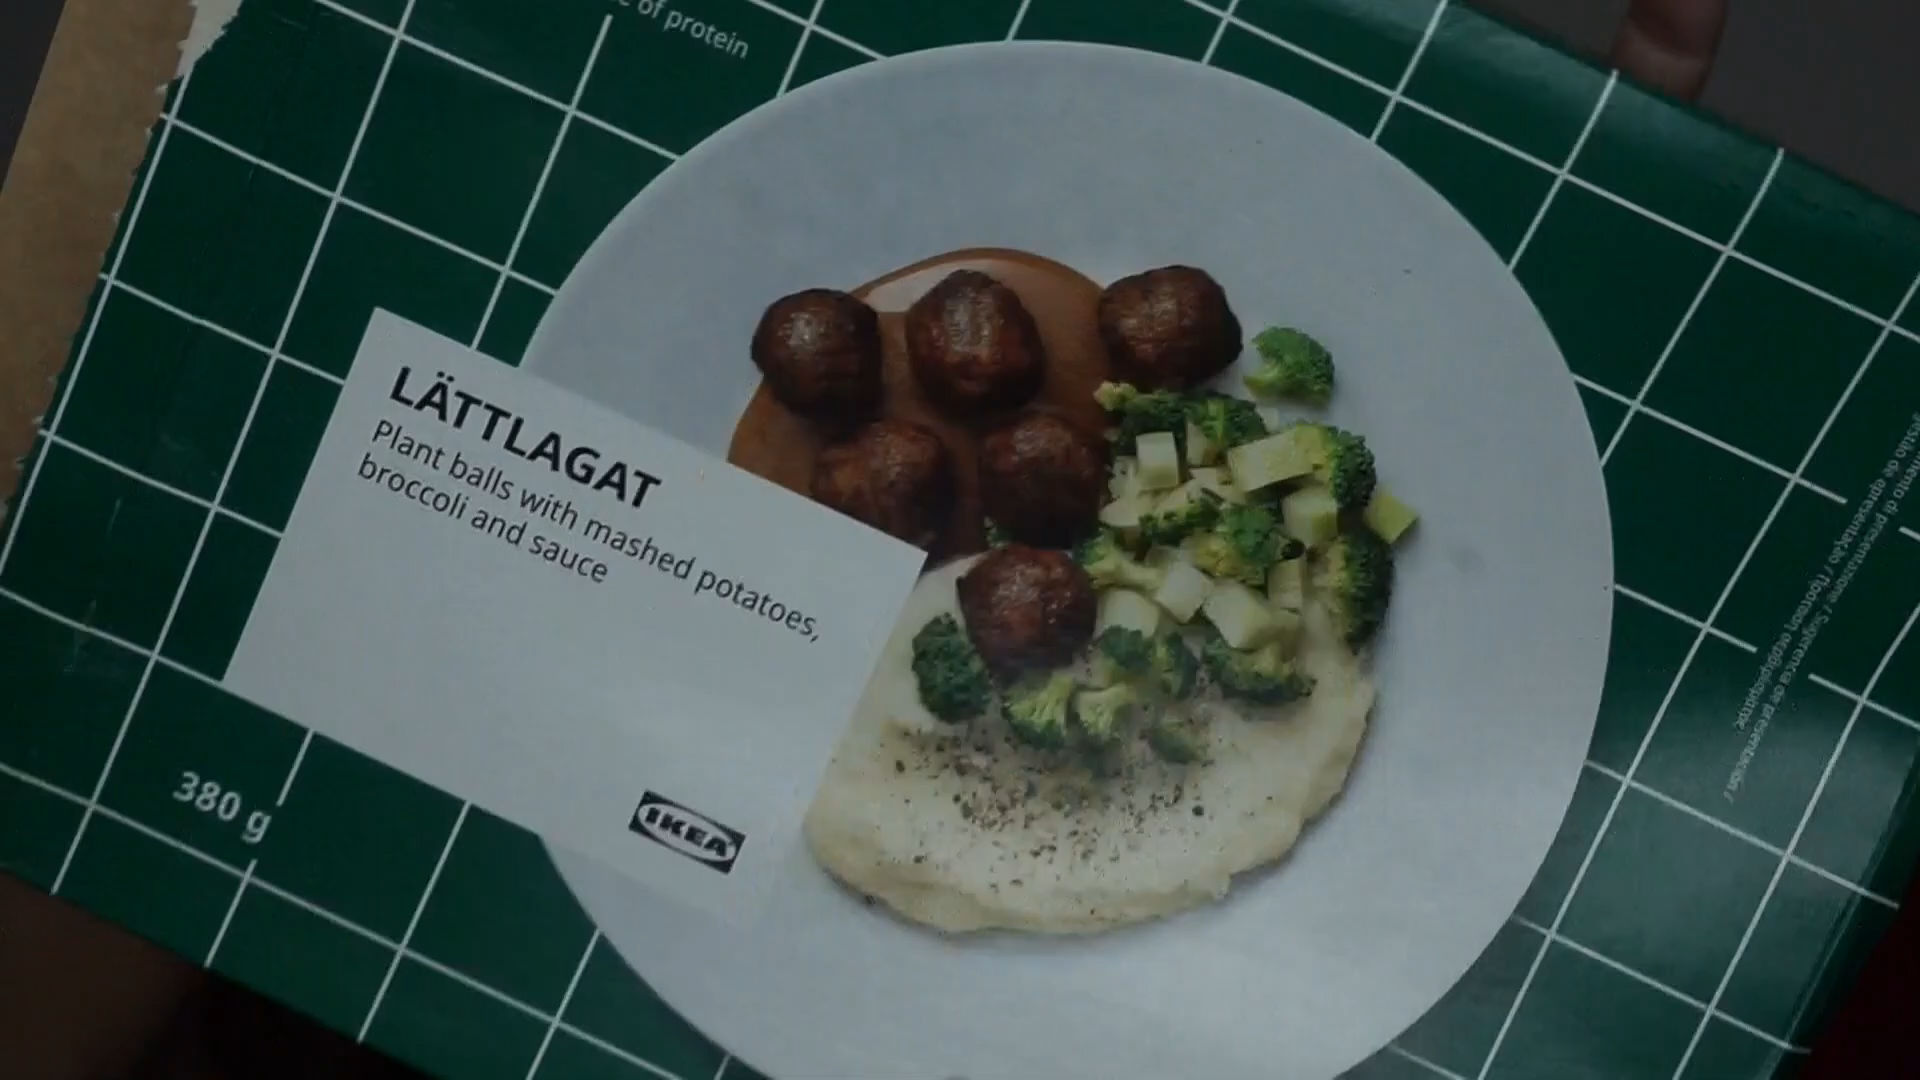 of protein
LÄTTLAGAT
Plant balls with mashed potatoes,
broccoli and sauce
380 g
IKEA